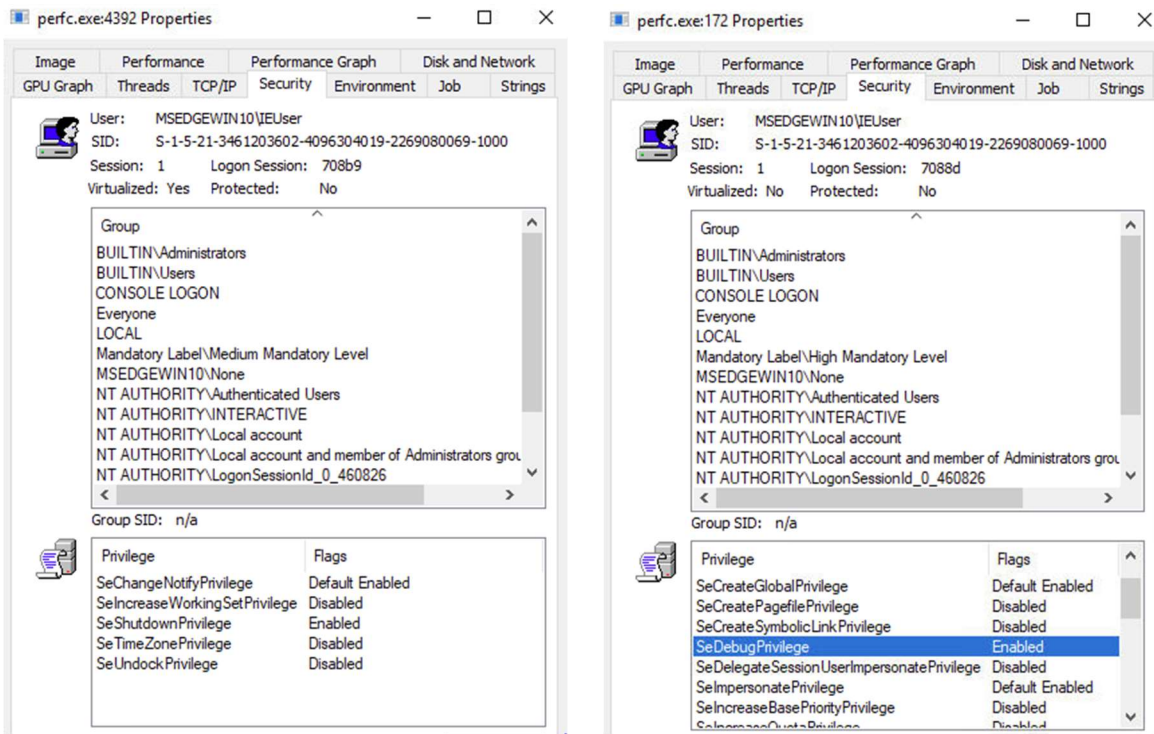 perfc.exe:4392 Properties
Image Performance Performance Graph Disk and Network
GPU Graph Threads TCP/IP Security Environment Job Strings
User: MSEDGEWIN10\IEUser
SID: S-1-5-21-3461203602-4096304019-2269080069-1000
Session: 1 Logon Session: 708b9
Virtualized: Yes Protected: No
Group
BUILTIN\Administrators
BUILTIN\Users
CONSOLE LOGON
Everyone
LOCAL
Mandatory Label\Medium Mandatory Level
MSEDGEWIN10\None
NT AUTHORITY\Authenticated Users
NT AUTHORITY\INTERACTIVE
NT AUTHORITY\Local account
NT AUTHORITY\Local account and member of Administrators grou
NT AUTHORITY\LogonSessionId_0_460826
Group SID: n/a
Privilege Flags
SeChangeNotifyPrivilege Default Enabled
SeIncreaseWorkingSetPrivilege Disabled
SeShutdownPrivilege Enabled
SeTimeZonePrivilege Disabled
SeUndockPrivilege Disabled
perfc.exe:172 Properties
Image Performance Performance Graph Disk and Network
GPU Graph Threads TCP/IP Security Environment Job Strings
User: MSEDGEWIN10\IEUser
SID: S-1-5-21-3461203602-4096304019-2269080069-1000
Session: 1 Logon Session: 7088d
Virtualized: No Protected: No
Group
BUILTIN\Administrators
BUILTIN\Users
CONSOLE LOGON
Everyone
LOCAL
Mandatory Label\High Mandatory Level
MSEDGEWIN10\None
NT AUTHORITY\Authenticated Users
NT AUTHORITY\INTERACTIVE
NT AUTHORITY\Local account
NT AUTHORITY\Local account and member of Administrators grou
NT AUTHORITY\LogonSessionId_0_460826
Group SID: n/a
Privilege Flags
SeCreateGlobalPrivilege Default Enabled
SeCreatePagefilePrivilege Disabled
SeCreateSymbolicLinkPrivilege Disabled
SeDebugPrivilege Enabled
SeDelegateSessionUserImpersonatePrivilege Disabled
SeImpersonatePrivilege Default Enabled
SeIncreaseBasePriorityPrivilege Disabled
SeIncreaseQuotaPrivilege Disabled